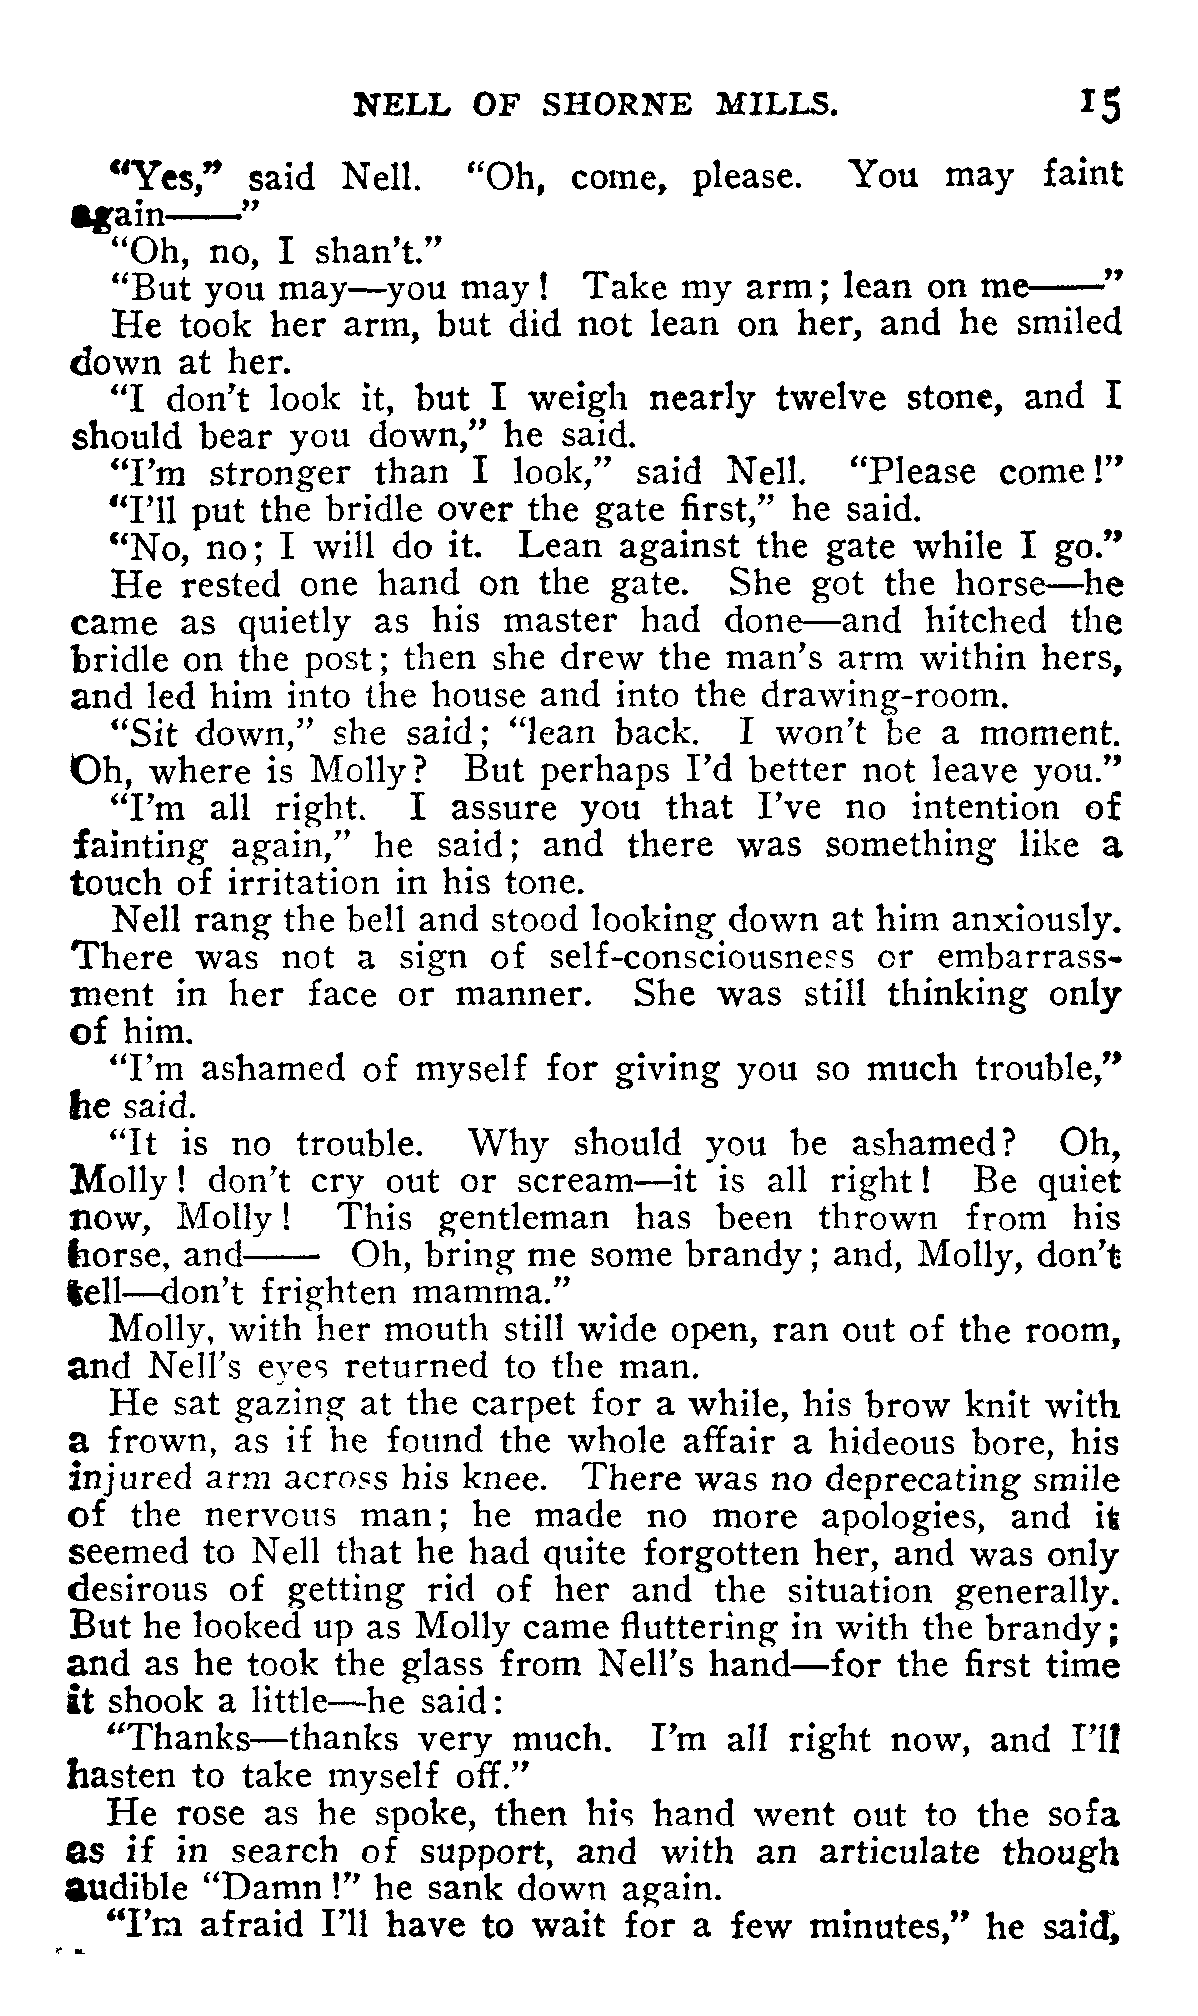 NELL OF SHORNE MILLS. 15
“Yes,” said Nell. “Oh, come, please. You may faint
again——”
“Oh, no, I shan't.”
“But you may—you may! Take my arm; lean on me——”
He took her arm, but did not lean on her, and he smiled
down at her.
“I don't look it, but I weigh nearly twelve stone, and I
should bear you down,” he said.
“I'm stronger than I look,” said Nell. “Please come!”
“I'll put the bridle over the gate first,” he said.
“No, no; I will do it. Lean against the gate while I go.”
He rested one hand on the gate. She got the horse—he
came as quietly as his master had done—and hitched the
bridle on the post; then she drew the man's arm within hers,
and led him into the house and into the drawing-room.
“Sit down,” she said; “lean back. I won't be a moment.
Oh, where is Molly? But perhaps I'd better not leave you.”
“I'm all right. I assure you that I've no intention of
fainting again,” he said; and there was something like a
touch of irritation in his tone.
Nell rang the bell and stood looking down at him anxiously.
There was not a sign of self-consciousness or embarrass-
ment in her face or manner. She was still thinking only
of him.
“I'm ashamed of myself for giving you so much trouble,”
he said.
“It is no trouble. Why should you be ashamed? Oh,
Molly! don't cry out or scream—it is all right! Be quiet
now, Molly! This gentleman has been thrown from his
horse, and—— Oh, bring me some brandy; and, Molly, don't
tell—don't frighten mamma.”
Molly, with her mouth still wide open, ran out of the room,
and Nell's eyes returned to the man.
He sat gazing at the carpet for a while, his brow knit with
a frown, as if he found the whole affair a hideous bore, his
injured arm across his knee. There was no deprecating smile
of the nervous man; he made no more apologies, and it
seemed to Nell that he had quite forgotten her, and was only
desirous of getting rid of her and the situation generally.
But he looked up as Molly came fluttering in with the brandy;
and as he took the glass from Nell's hand—for the first time
it shook a little—he said:
“Thanks—thanks very much. I'm all right now, and I'll
hasten to take myself off.”
He rose as he spoke, then his hand went out to the sofa
as if in search of support, and with an articulate though
audible “Damn!” he sank down again.
“I'm afraid I'll have to wait for a few minutes,” he said,